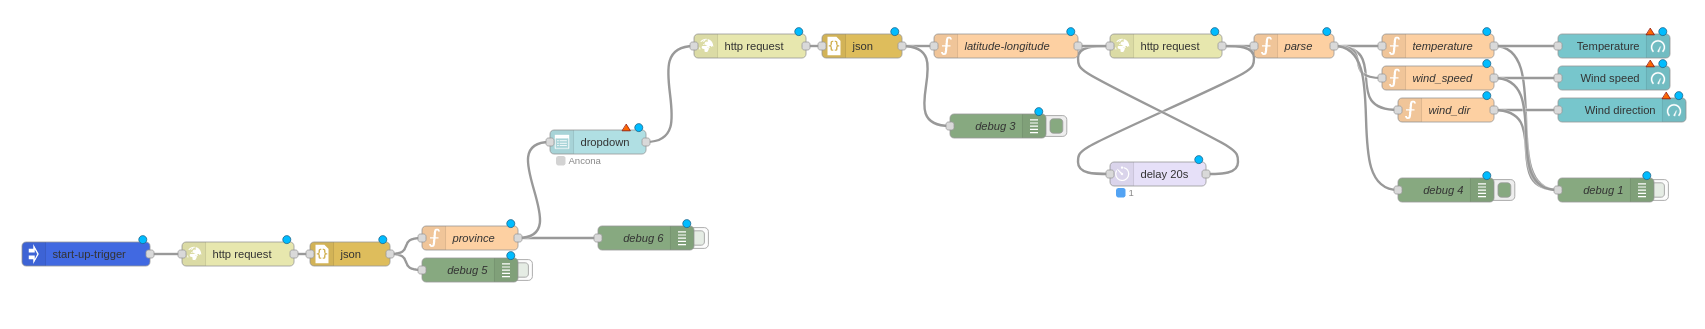 http request
json
latitude-longitude
http request
parse
temperature
Temperature
wind_speed
Wind speed
wind_dir
Wind direction
debug 3
dropdown
Ancona
delay 20s
1
debug 4
debug 1
province
debug 6
start-up-trigger
http request
{} json
debug 5